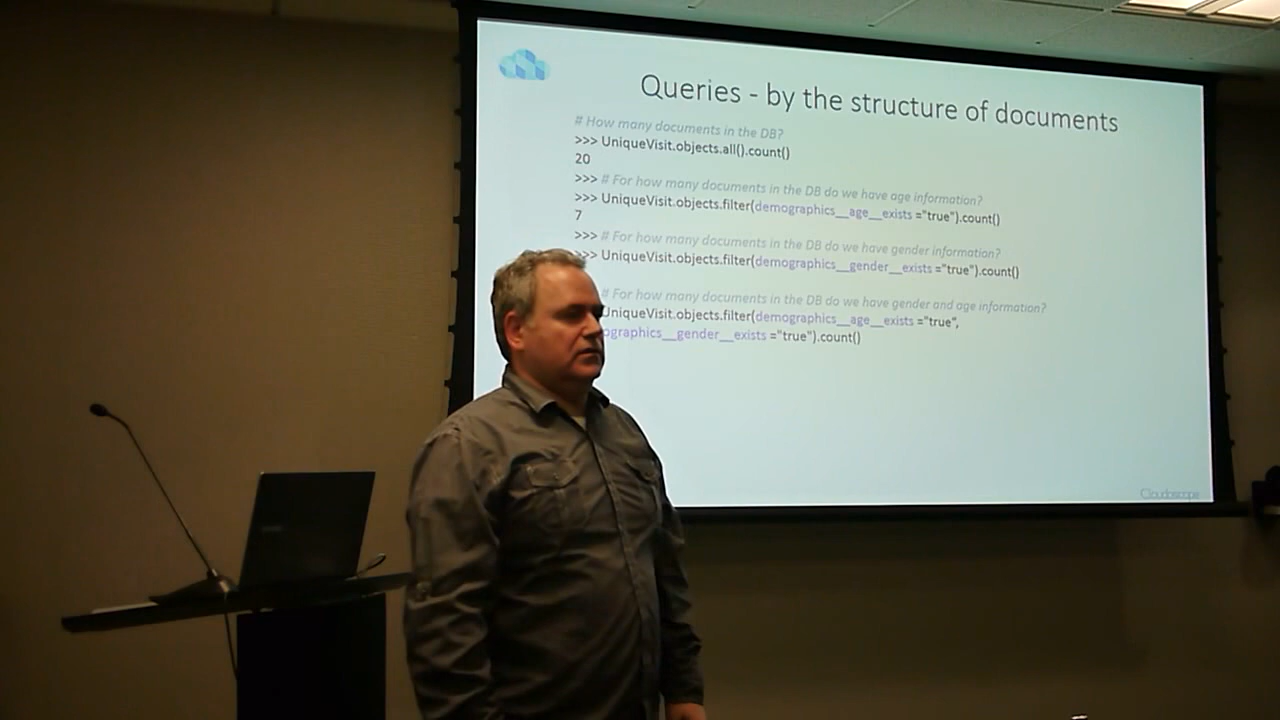 Queries - by the structure of documents
# How many documents in the DB?
>>> UniqueVisit.objects.all().count()
20
>>> # For how many documents in the DB do we have age information?
>>> UniqueVisit.objects.filter(demographics__age__exists ="true").count()
7
>>> # For how many documents in the DB do we have gender information?
>>> UniqueVisit.objects.filter(demographics__gender__exists ="true").count()
# For how many documents in the DB do we have gender and age information?
UniqueVisit.objects.filter(demographics__age__exists ="true",
ographics__gender__exists ="true").count()
Cloudoscope